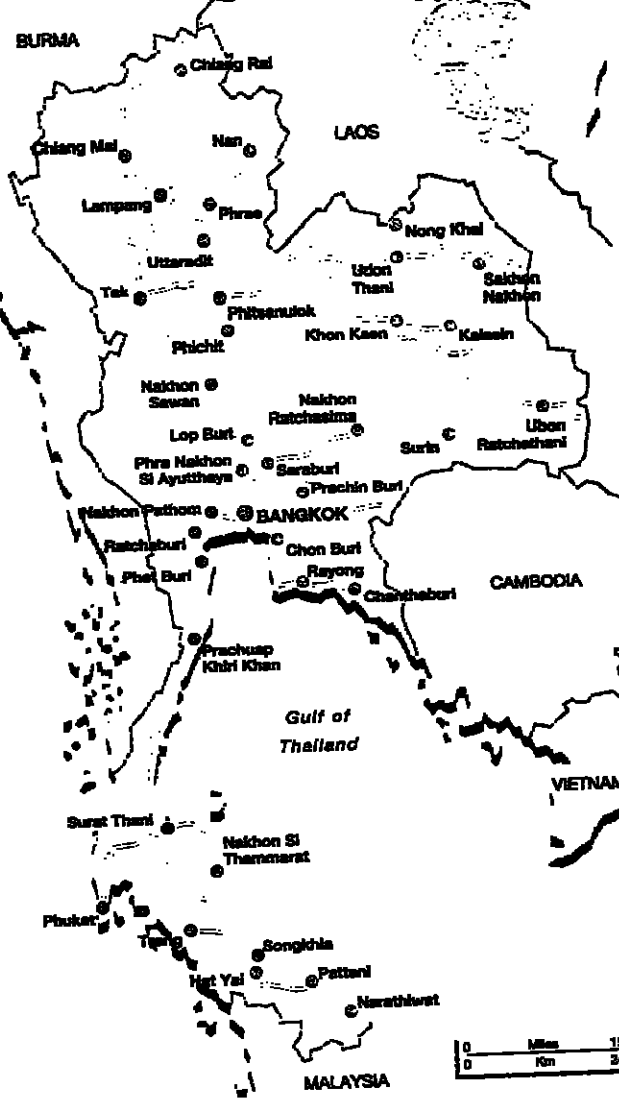 BURMA
Chiang Rai
LAOS
Chiang Mai
Nan
Lampang
Phrae
Nong Khai
Uttaradit
Udon
Thani
Sakhon
Nakhon
Tak
Phitsanulok
Phichit
Khon Kaen
Kalasin
Nakhon
Sawan
Nakhon
Ratchasima
Lop Buri
Surin
Ubon
Ratchathani
Phra Nakhon
Si Ayutthaya
Saraburi
Prachin Buri
Nakhon Pathom
BANGKOK
Ratchaburi
Chon Buri
Phet Buri
Rayong
Chanthaburi
CAMBODIA
Prachuap
Khiri Khan
Gulf of
Thailand
VIETNAM
Surat Thani
Nakhon Si
Thammarat
Phuket
Trang
Songkhla
Hat Yai
Pattani
Narathiwat
0 Miles
0 Km
MALAYSIA